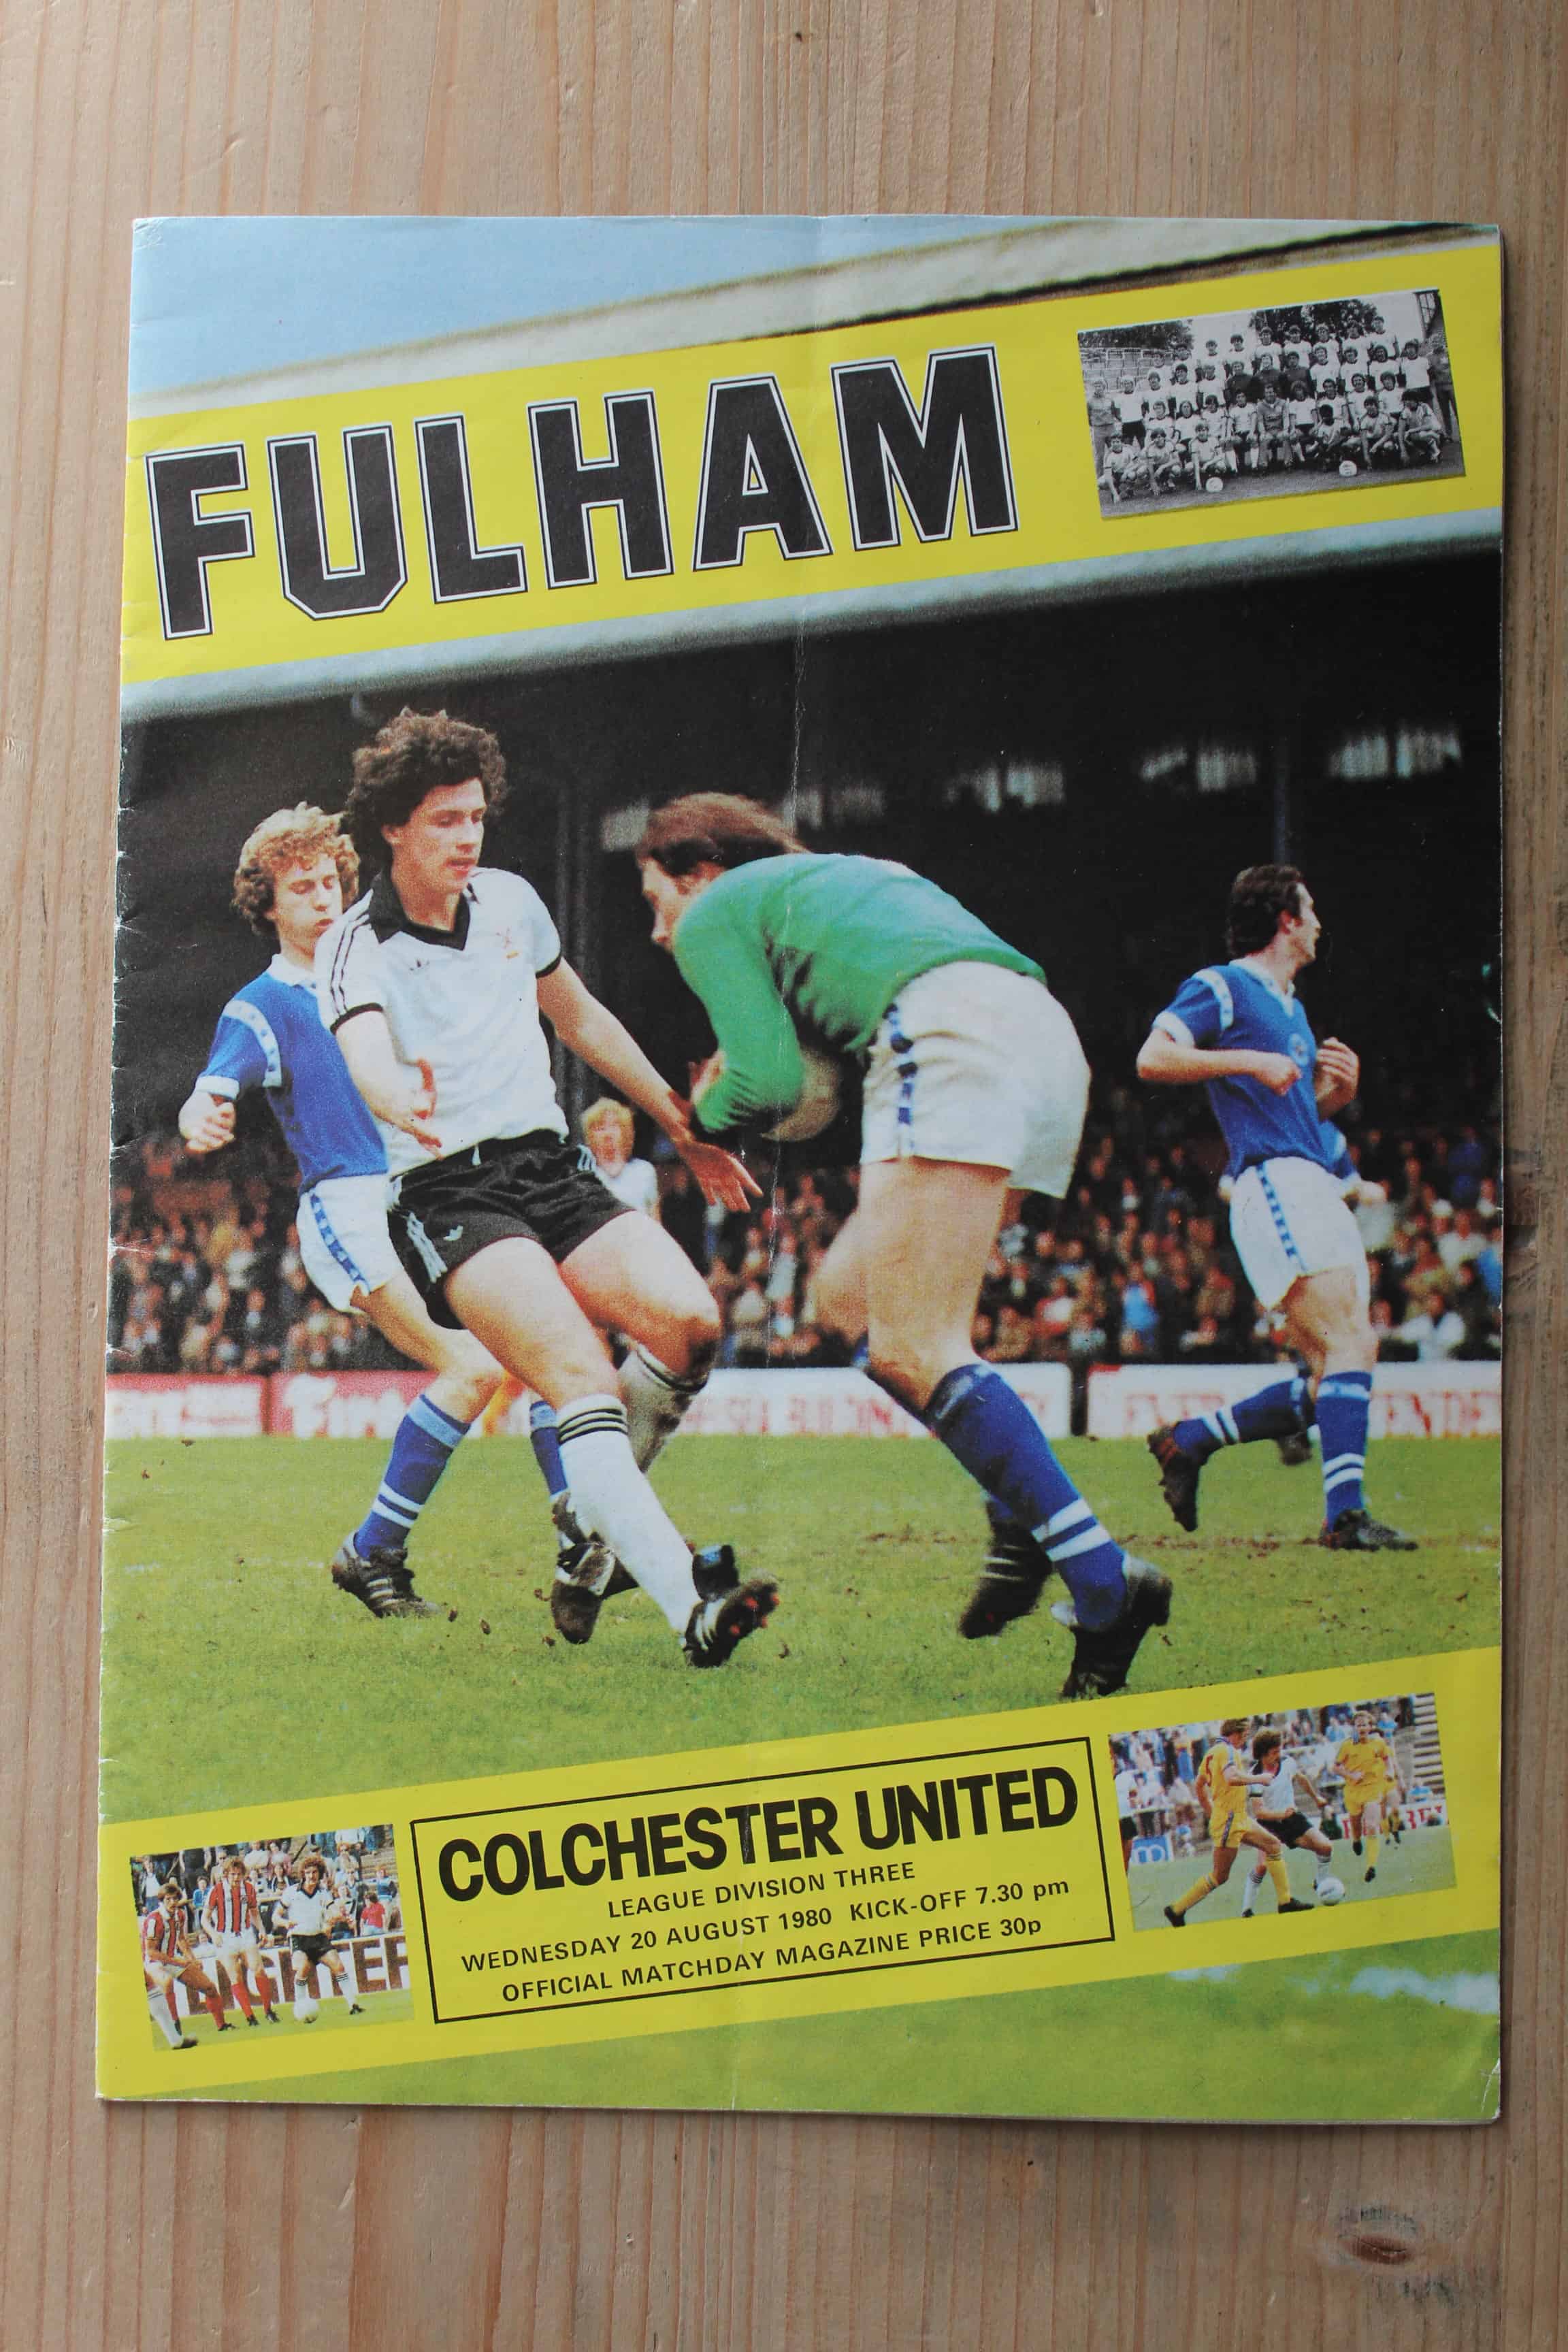 FULHAM
COLCHESTER UNITED
LEAGUE DIVISION THREE
WEDNESDAY 20 AUGUST 1980 KICK-OFF 7.30 pm
OFFICIAL MATCHDAY MAGAZINE PRICE 30p